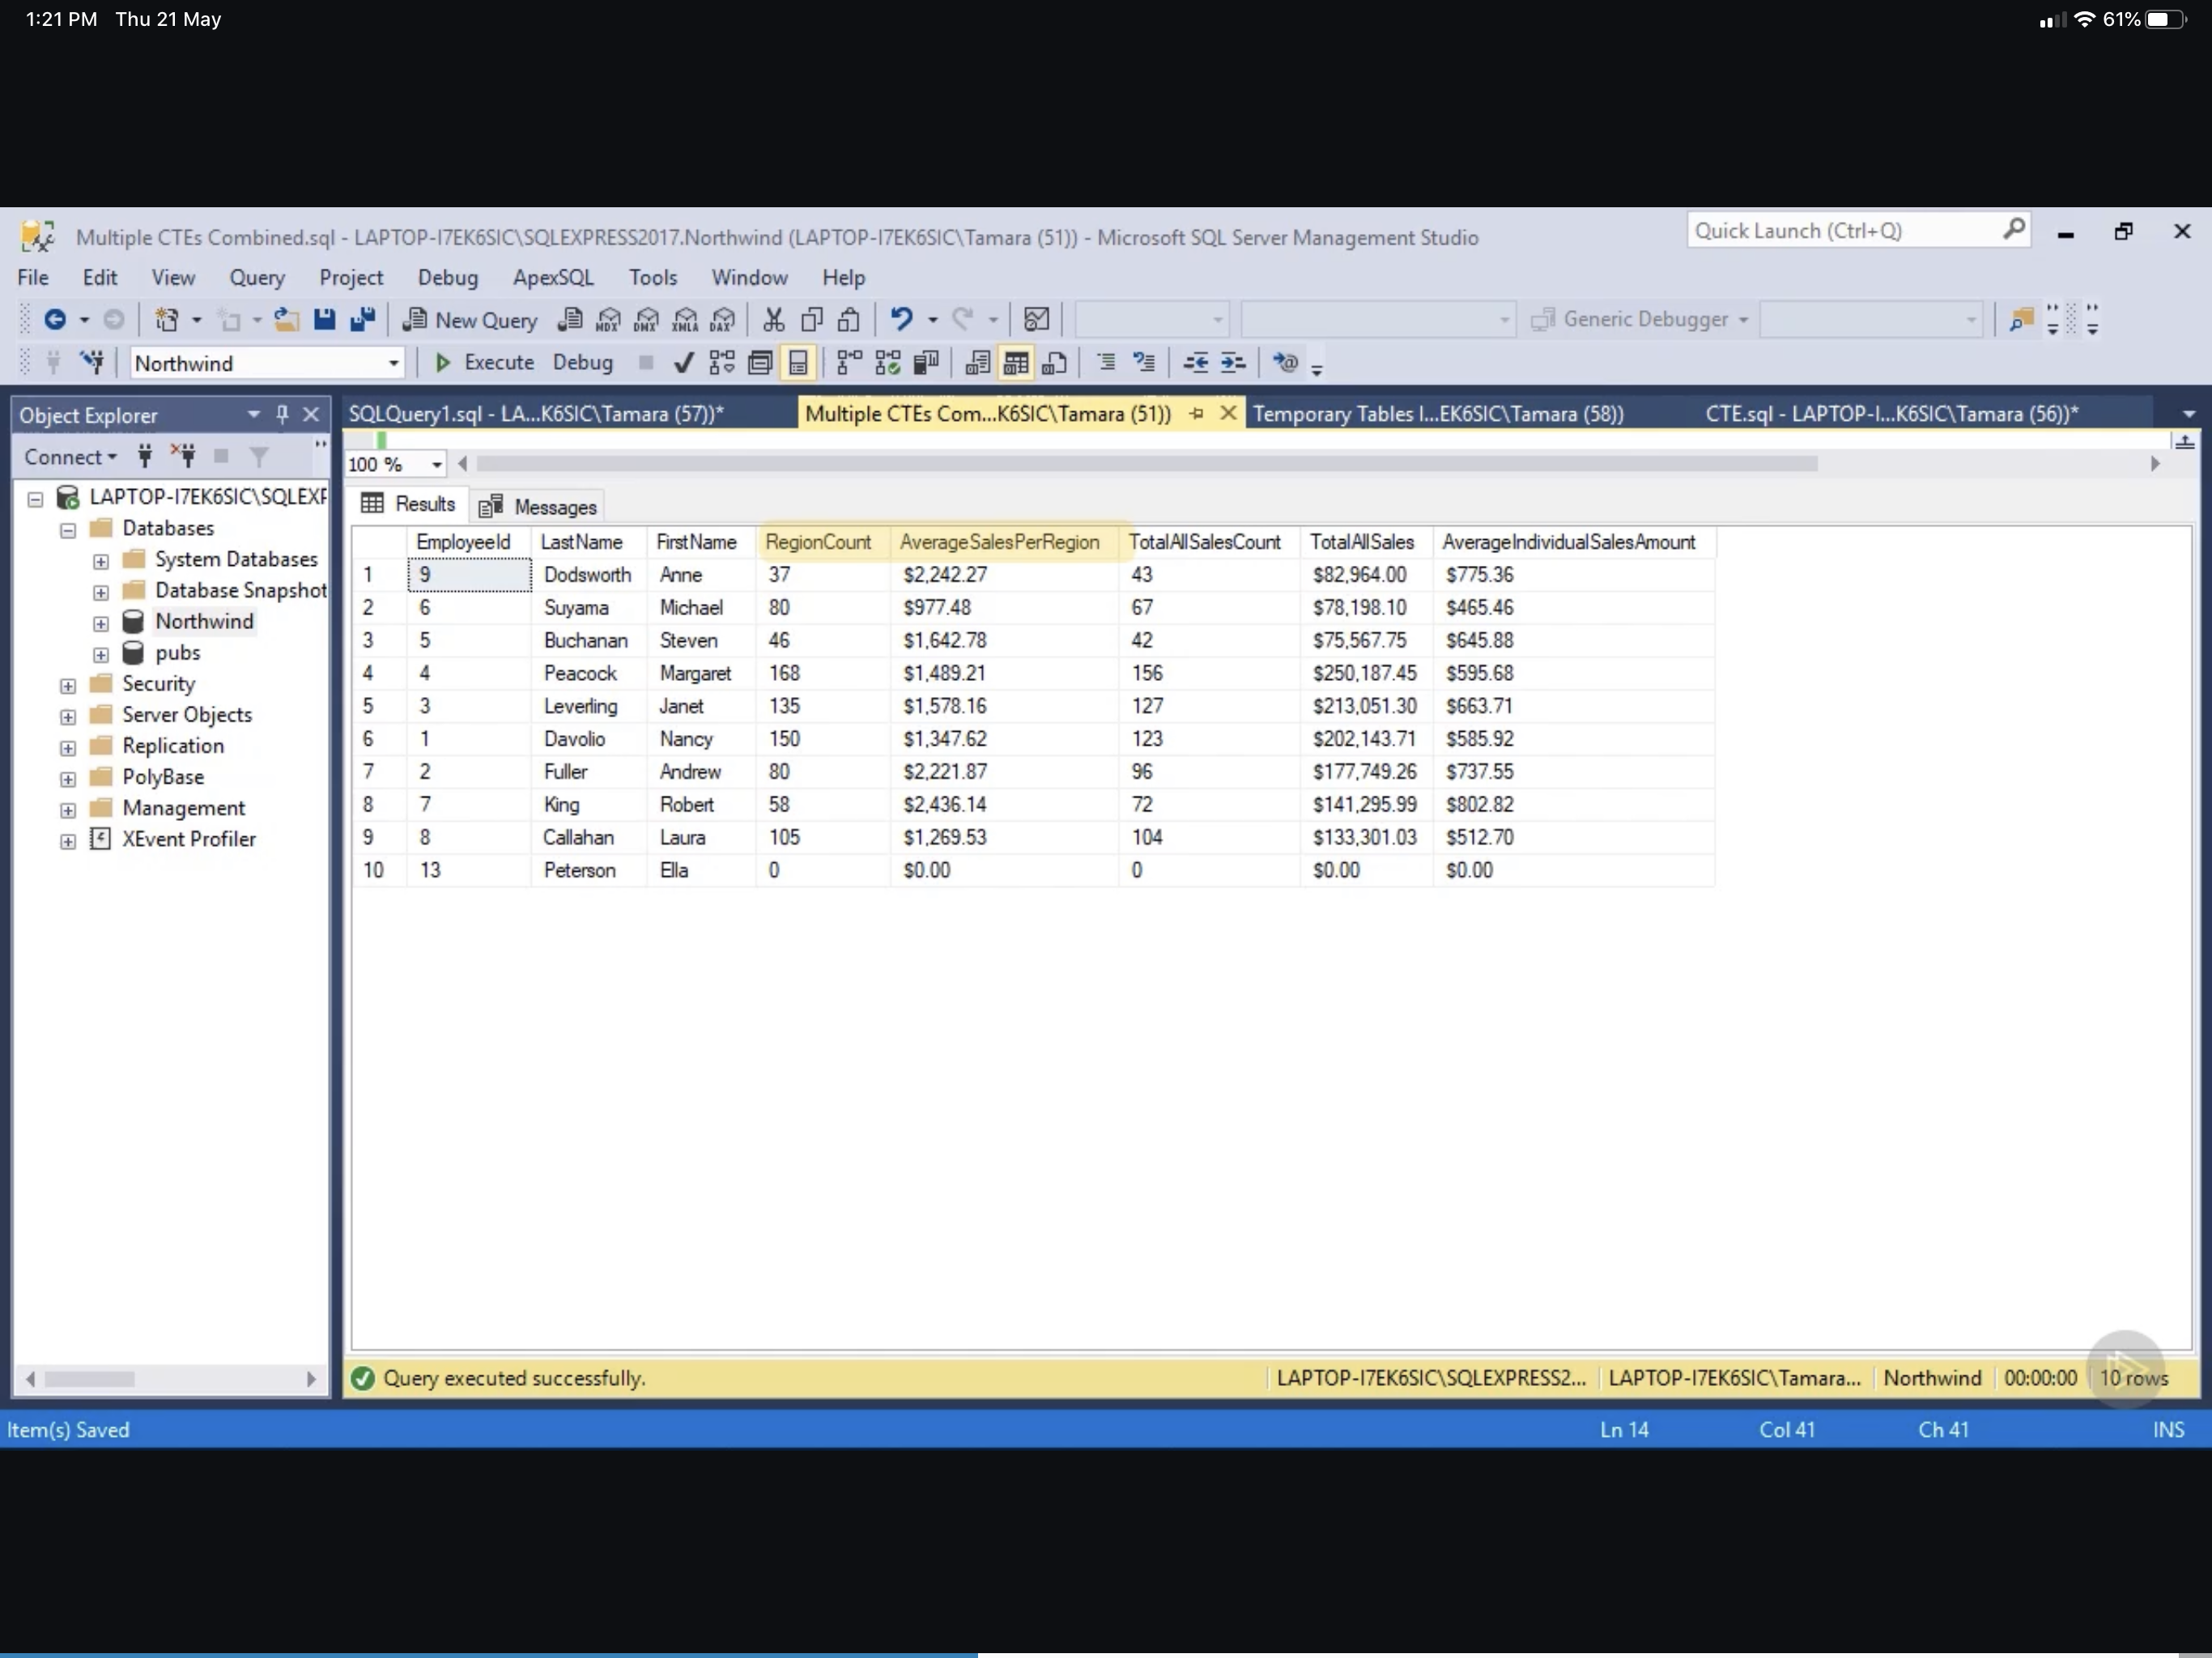 1:21 PM Thu 21 May
61%
Multiple CTEs Combined.sql - LAPTOP-I7EK6SIC\SQLEXPRESS2017.Northwind (LAPTOP-I7EK6SIC\Tamara (51)) - Microsoft SQL Server Management Studio
Quick Launch (Ctrl+Q)
File Edit View Query Project Debug ApexSQL Tools Window Help
New Query MDX DMX XMLA DAX Generic Debugger
Northwind Execute Debug
Object Explorer
SQLQuery1.sql - LA...K6SIC\Tamara (57))* Multiple CTEs Com...K6SIC\Tamara (51)) Temporary Tables I...EK6SIC\Tamara (58)) CTE.sql - LAPTOP-I...K6SIC\Tamara (56))*
Connect
100 %
LAPTOP-I7EK6SIC\SQLEXF
Databases
System Databases
Database Snapshot
Northwind
pubs
Security
Server Objects
Replication
PolyBase
Management
XEvent Profiler
Results Messages
EmployeeId LastName FirstName RegionCount AverageSalesPerRegion TotalAllSalesCount TotalAllSales AverageIndividualSalesAmount
1 9 Dodsworth Anne 37 $2,242.27 43 $82,964.00 $775.36
2 6 Suyama Michael 80 $977.48 67 $78,198.10 $465.46
3 5 Buchanan Steven 46 $1,642.78 42 $75,567.75 $645.88
4 4 Peacock Margaret 168 $1,489.21 156 $250,187.45 $595.68
5 3 Leverling Janet 135 $1,578.16 127 $213,051.30 $663.71
6 1 Davolio Nancy 150 $1,347.62 123 $202,143.71 $585.92
7 2 Fuller Andrew 80 $2,221.87 96 $177,749.26 $737.55
8 7 King Robert 58 $2,436.14 72 $141,295.99 $802.82
9 8 Callahan Laura 105 $1,269.53 104 $133,301.03 $512.70
10 13 Peterson Ella 0 $0.00 0 $0.00 $0.00
Query executed successfully. LAPTOP-I7EK6SIC\SQLEXPRESS2... LAPTOP-I7EK6SIC\Tamara... Northwind 00:00:00 10 rows
Item(s) Saved Ln 14 Col 41 Ch 41 INS